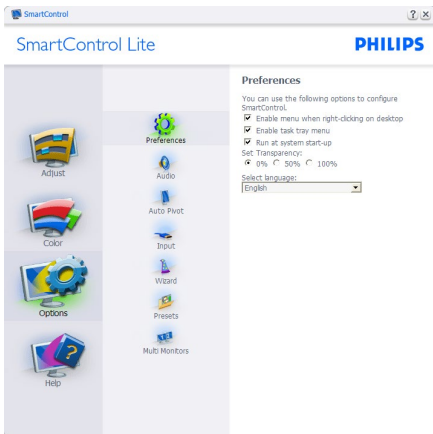 SmartControl
SmartControl Lite
PHILIPS
Adjust
Color
Options
Help
Preferences
Audio
Auto Pivot
Input
Wizard
Presets
Multi Monitors
Preferences
You can use the following options to configure
SmartControl.
Enable menu when right-clicking on desktop
Enable task tray menu
Run at system start-up
Set Transparency:
0% 50% 100%
Select language:
English